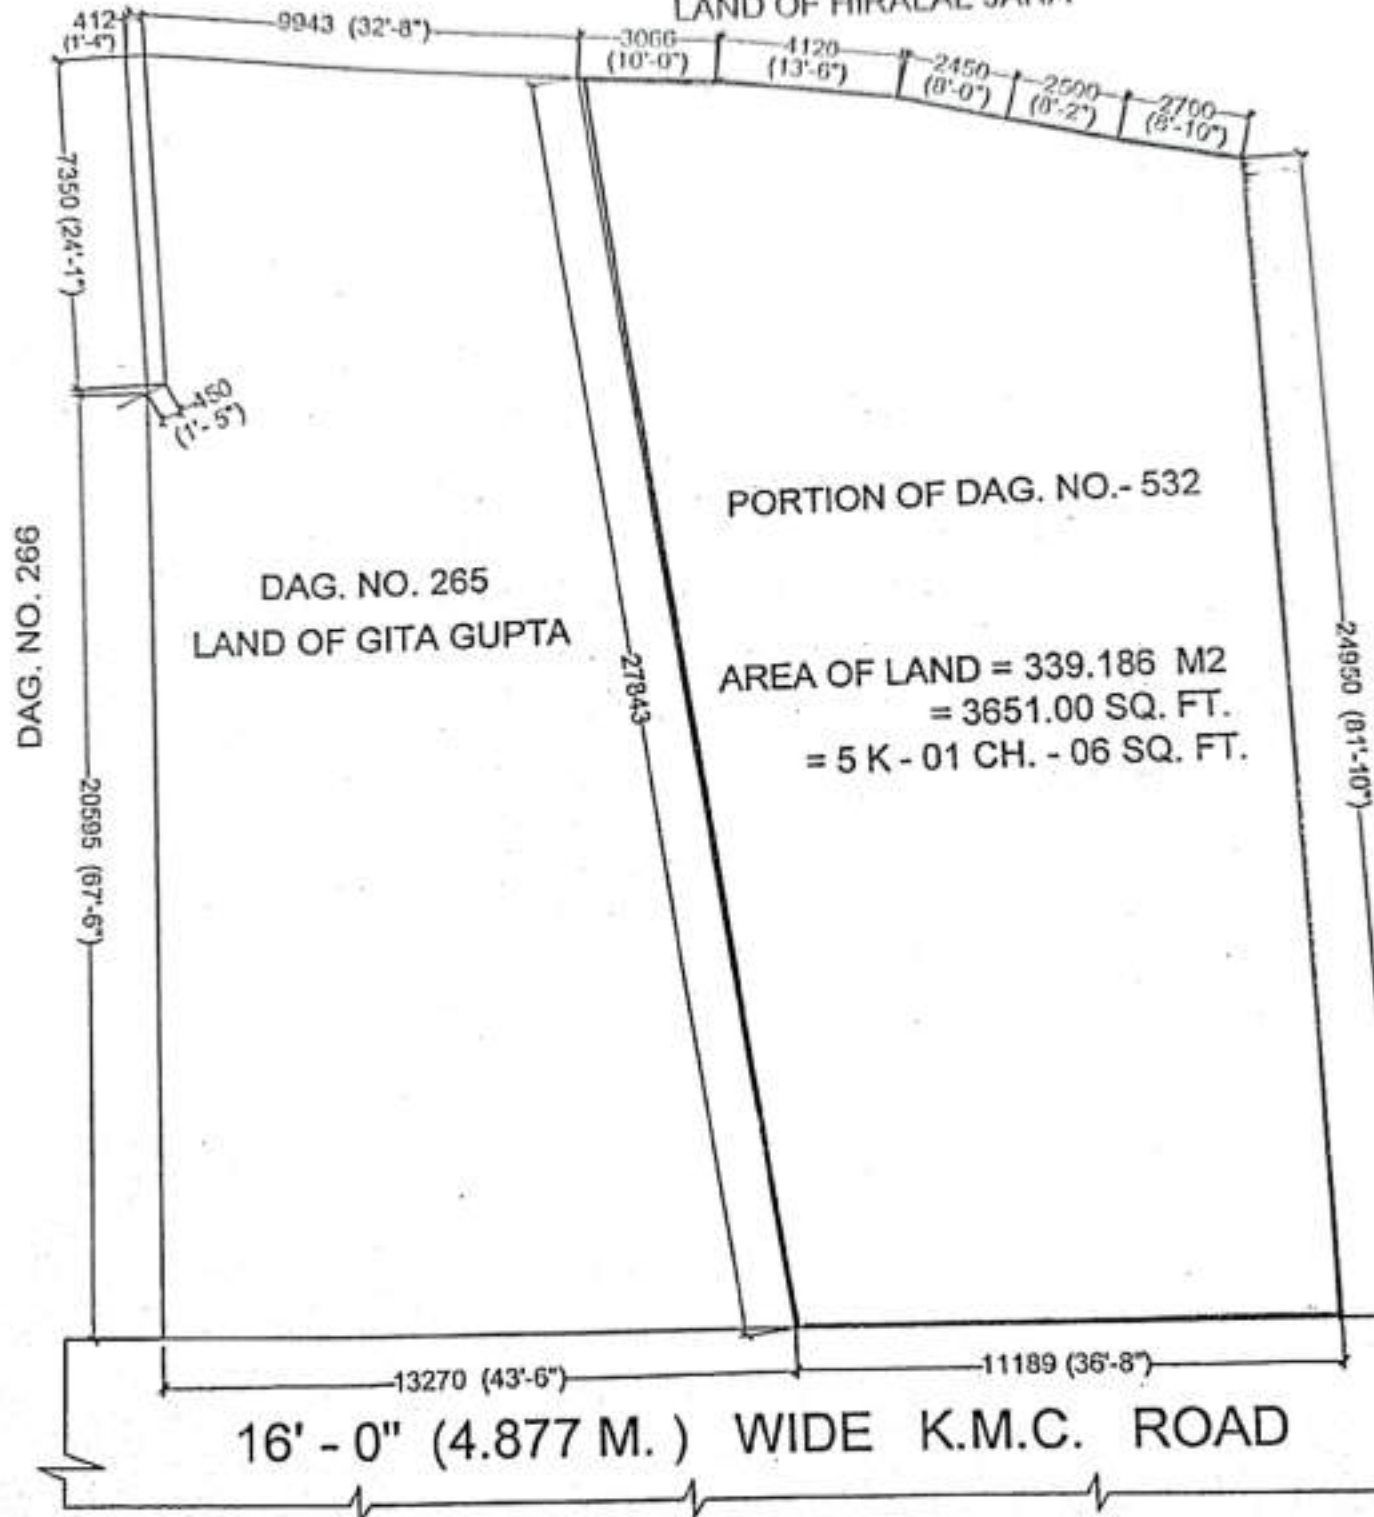 LAND OF HIRALAL
412
(1'-4")
9943 (32'-8")
3066
(10'-0")
4120
(13'-6")
2450
(8'-0")
2500
(8'-2")
2700
(8'-10")
7350 (24'-1")
450
(1'- 5")
DAG. NO. 266
20595 (67'-6")
DAG. NO. 265
LAND OF GITA GUPTA
27843
PORTION OF DAG. NO.- 532
AREA OF LAND = 339.186 M2
= 3651.00 SQ. FT.
= 5 K - 01 CH. - 06 SQ. FT.
24950 (81'-10")
13270 (43'-6")
11189 (36'-8")
16' - 0" (4.877 M. ) WIDE K.M.C. ROAD